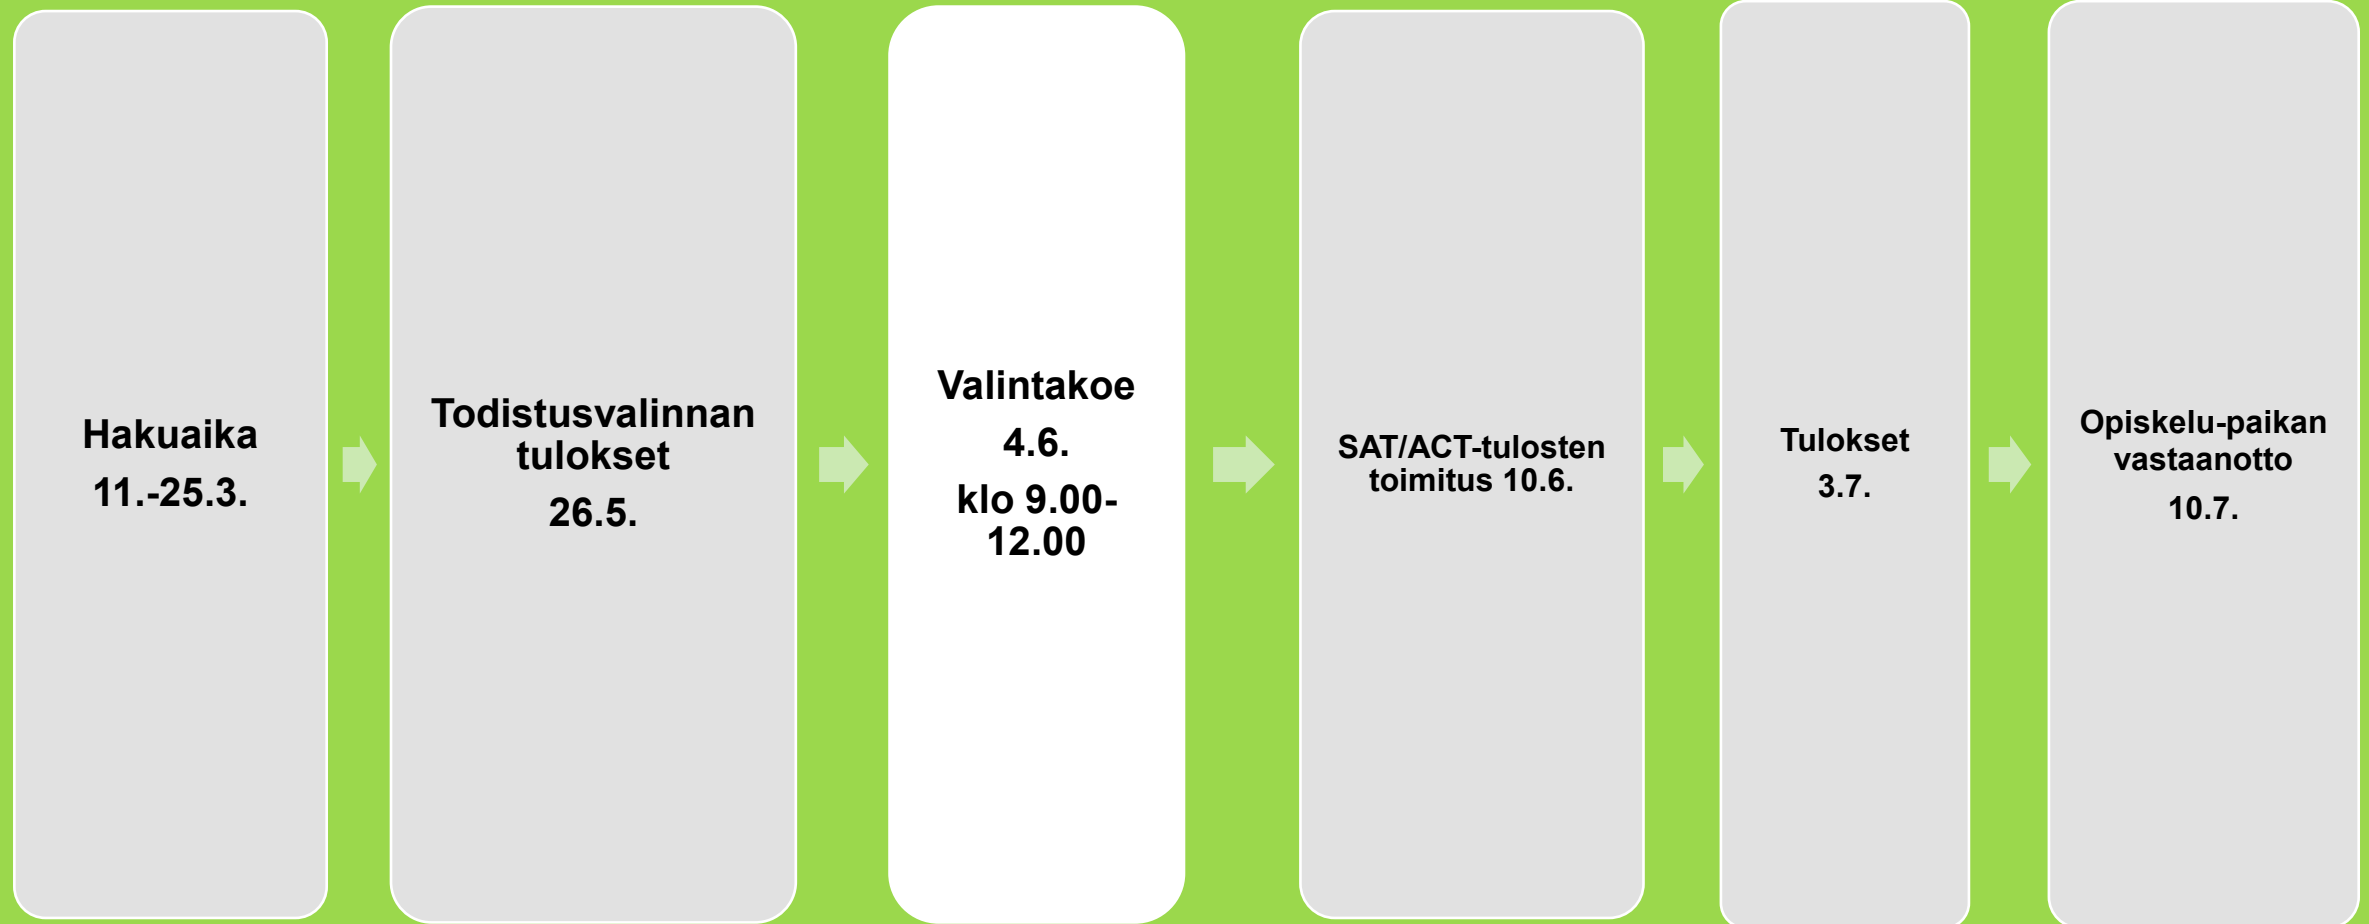 Hakuaika
11.-25.3.
Todistusvalinnan
tulokset
26.5.
Valintakoe
4.6.
klo 9.00-
12.00
SAT/ACT-tulosten
toimitus 10.6.
Tulokset
3.7.
Opiskelu-paikan
vastaanotto
10.7.